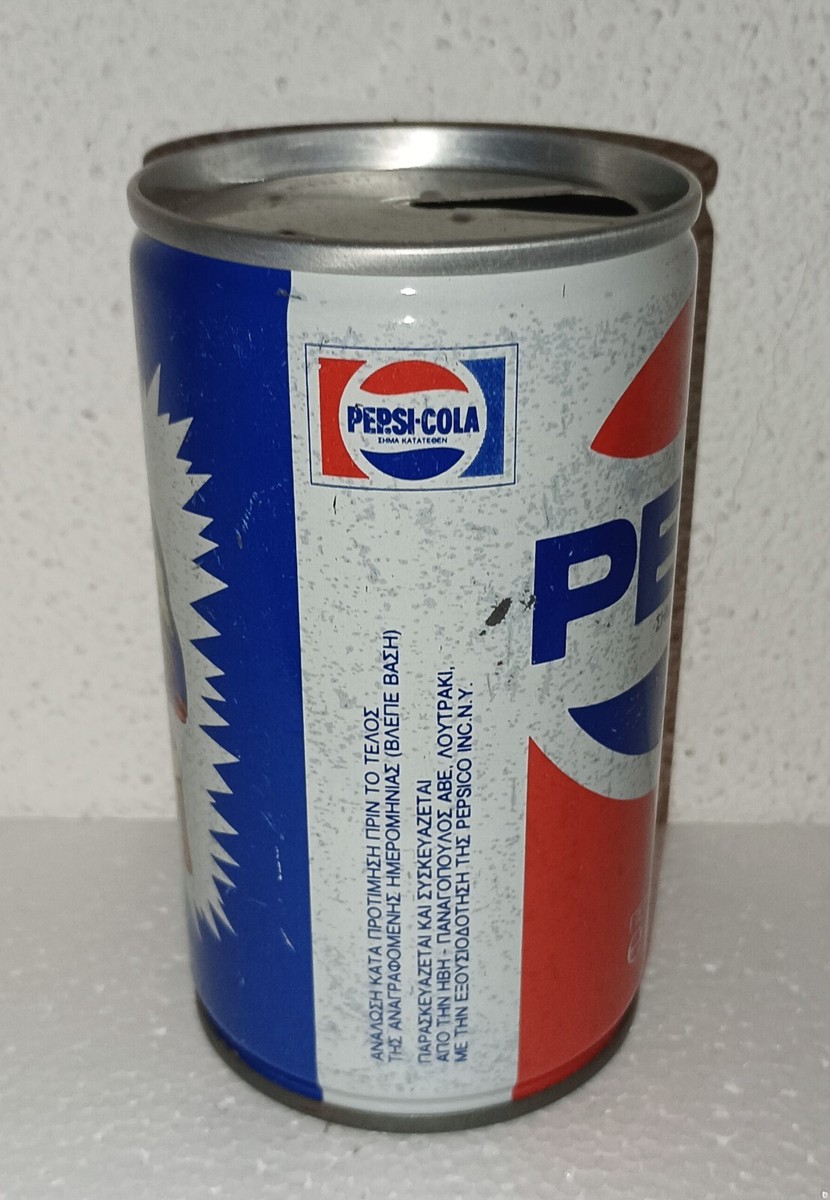 PEPSI·COLA
ΣΗΜΑ ΚΑΤΑΤΕΘΕΝ
PE
ΑΝΑΛΩΣΗ ΚΑΤΑ ΠΡΟΤΙΜΗΣΗ ΠΡΙΝ ΤΟ ΤΕΛΟΣ
ΤΗΣ ΑΝΑΓΡΑΦΟΜΕΝΗΣ ΗΜΕΡΟΜΗΝΙΑΣ (ΒΛΕΠΕ ΒΑΣΗ)
ΠΑΡΑΣΚΕΥΑΖΕΤΑΙ ΚΑΙ ΣΥΣΚΕΥΑΖΕΤΑΙ
ΑΠΟ ΤΗΝ ΗΒΗ - ΠΑΝΑΓΟΠΟΥΛΟΣ ΑΒΕ, ΛΟΥΤΡΑΚΙ,
ΜΕ ΤΗΝ ΕΞΟΥΣΙΟΔΟΤΗΣΗ ΤΗΣ PEPSICO INC.N.Y.